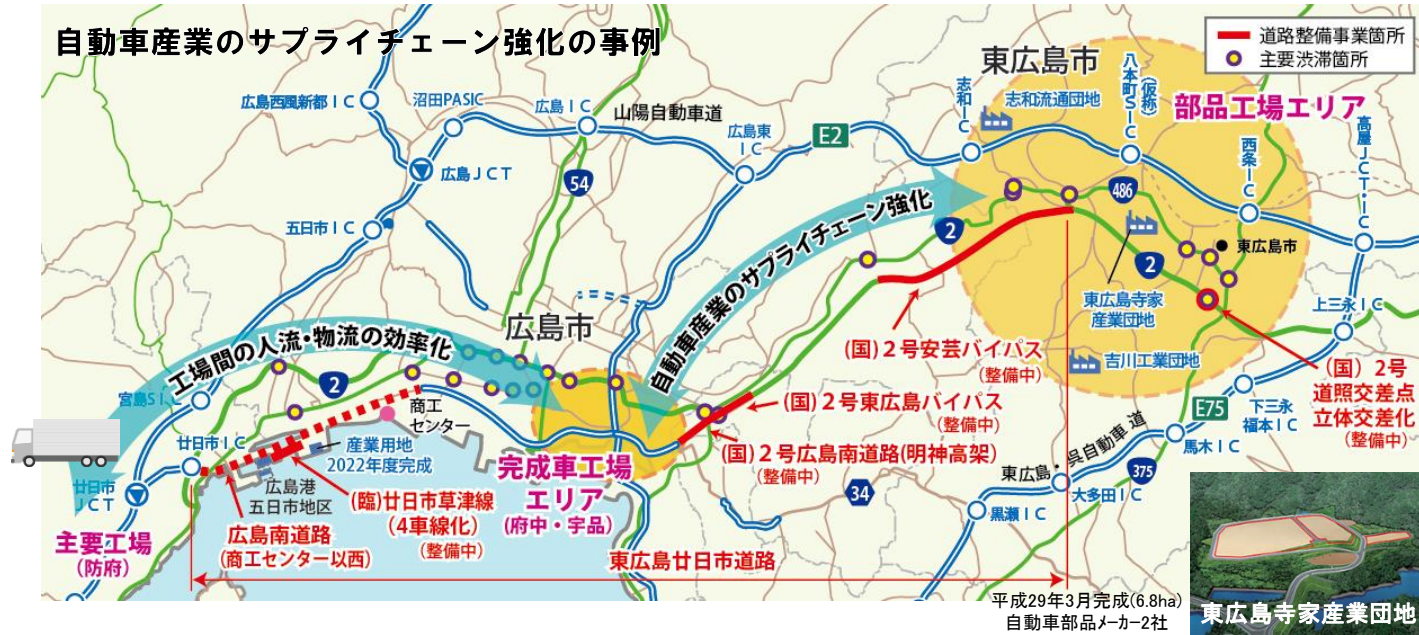 自動車産業のサプライチェーン強化の事例
道路整備事業箇所
主要渋滞箇所
広島西風新都IC
沼田PASIC
広島IC
山陽自動車道
広島東
IC
E2
東広島市
志和流通団地
志和IC
八本松SIC
(仮称)
部品工場エリア
西条IC
高屋JCT・IC
広島JCT
54
五日市IC
486
2
2
東広島市
東広島寺家
産業団地
吉川工業団地
上三永IC
自動車産業のサプライチェーン強化
広島市
工場間の人流・物流の効率化
2
宮島SIC
商工
センター
廿日市IC
産業用地
2022年度完成
廿日市
JCT
広島港
五日市地区
(臨)廿日市草津線
(4車線化)
(整備中)
広島南道路
(商工センター以西)
主要工場
(防府)
完成車工場
エリア
(府中・宇品)
(国)2号安芸バイパス
(整備中)
(国)2号東広島バイパス
(整備中)
(国)2号広島南道路(明神高架)
(整備中)
(国) 2号
道照交差点
立体交差化
(整備中)
E75
下三永
福本IC
馬木IC
東広島・呉自動車道
375
大多田IC
黒瀬IC
34
東広島廿日市道路
平成29年3月完成(6.8ha)
自動車部品メーカー2社
東広島寺家産業団地